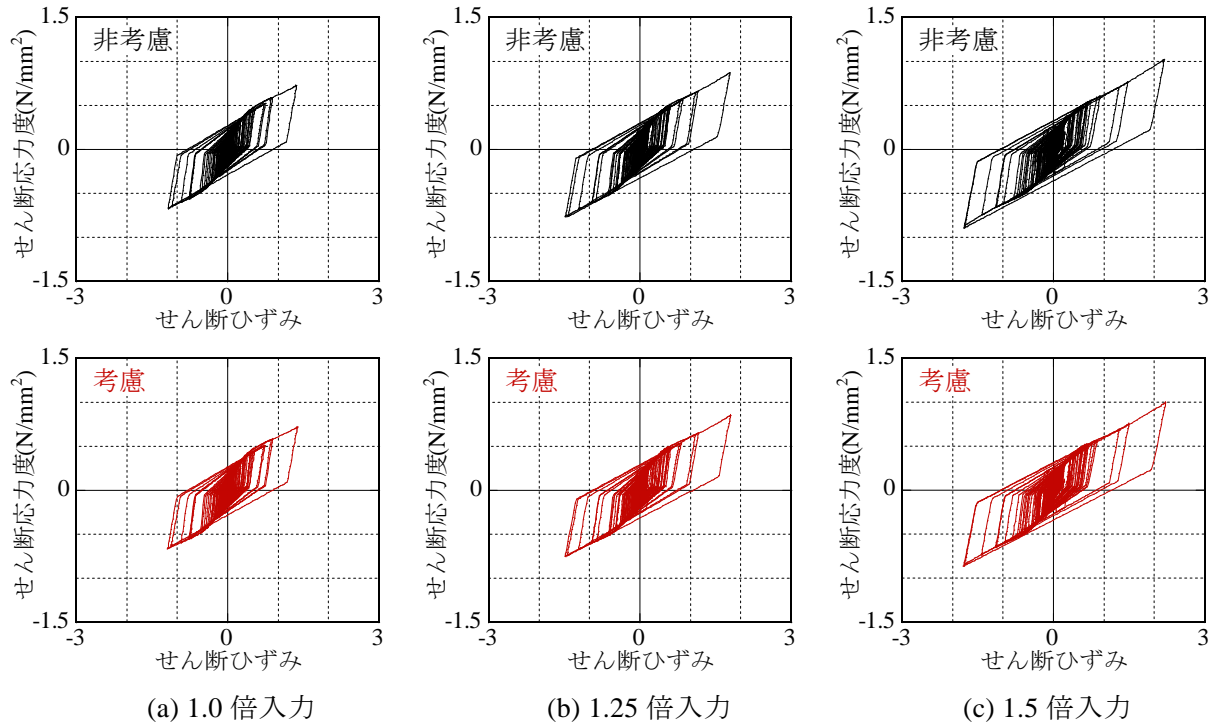 1.5
非考慮
せん断応力度(N/mm²)
0
-1.5
-3
0
3
せん断ひずみ
1.5
非考慮
せん断応力度(N/mm²)
0
-1.5
-3
0
3
せん断ひずみ
1.5
非考慮
せん断応力度(N/mm²)
0
-1.5
-3
0
3
せん断ひずみ
1.5
考慮
せん断応力度(N/mm²)
0
-1.5
-3
0
3
せん断ひずみ
(a) 1.0 倍入力
1.5
考慮
せん断応力度(N/mm²)
0
-1.5
-3
0
3
せん断ひずみ
(b) 1.25 倍入力
1.5
考慮
せん断応力度(N/mm²)
0
-1.5
-3
0
3
せん断ひずみ
(c) 1.5 倍入力